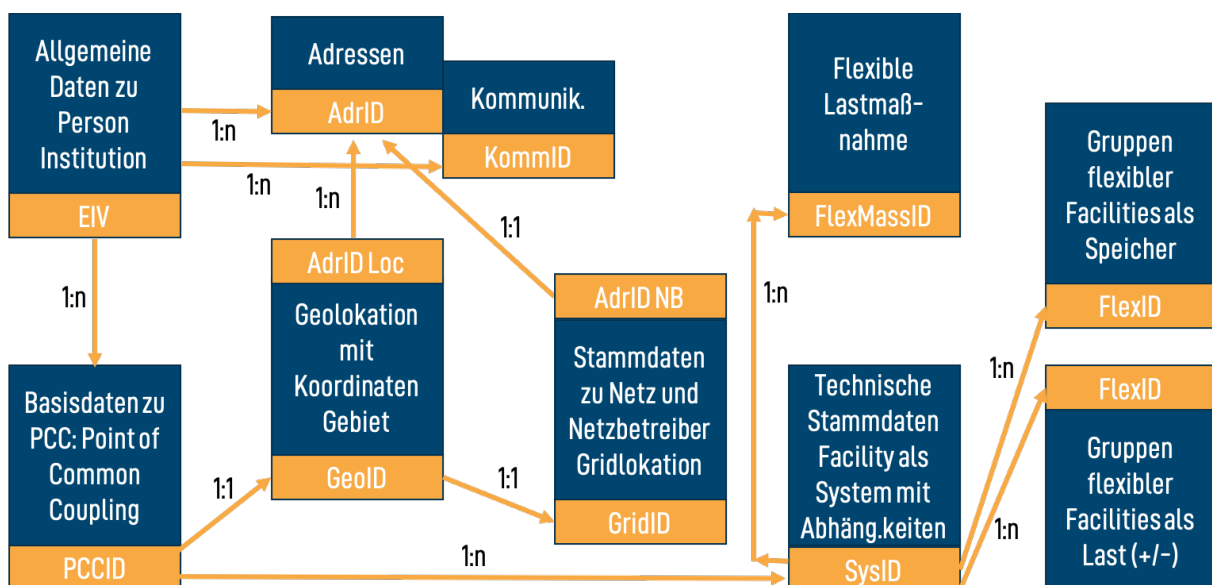 Allgemeine
Daten zu
Person
Institution
EIV
1:n
1:n
1:n
Adressen
AdrID
Kommunik.
KommID
1:n
1:1
AdrID Loc
Geolokation
mit
Koordinaten
Gebiet
GeoID
AdrID NB
Stammdaten
zu Netz und
Netzbetreiber
Gridlokation
GridID
Basisdaten zu
PCC: Point of
Common
Coupling
PCCID
1:1
1:1
1:n
Flexible
Lastmaß-
nahme
FlexMassID
1:n
Technische
Stammdaten
Facility als
System mit
Abhäng.keiten
SysID
1:n
1:n
Gruppen
flexibler
Facilities als
Speicher
FlexID
FlexID
Gruppen
flexibler
Facilities als
Last (+/-)